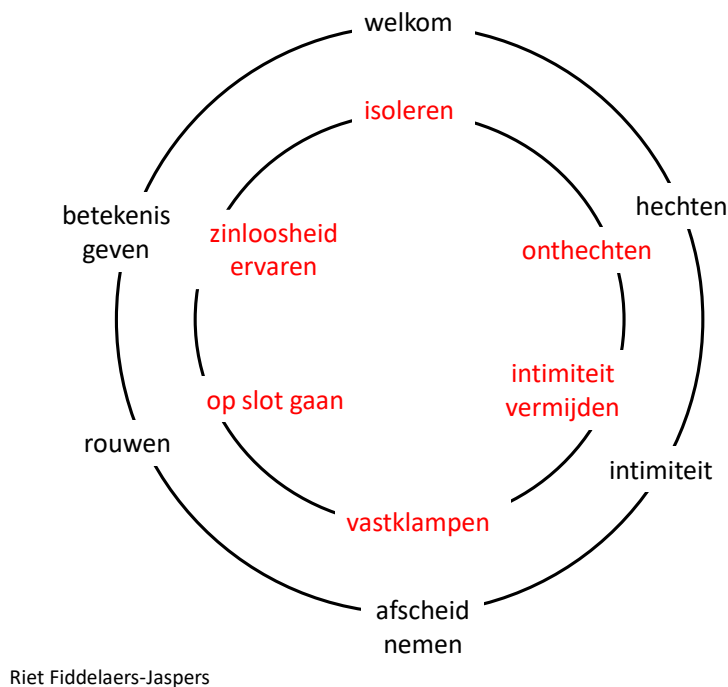 welkom
isoleren
hechten
betekenis
geven
zinloosheid
ervaren
onthechten
intimiteit
vermijden
op slot gaan
rouwen
intimiteit
vastklampen
afscheid
nemen
Riet Fiddelaers-Jaspers